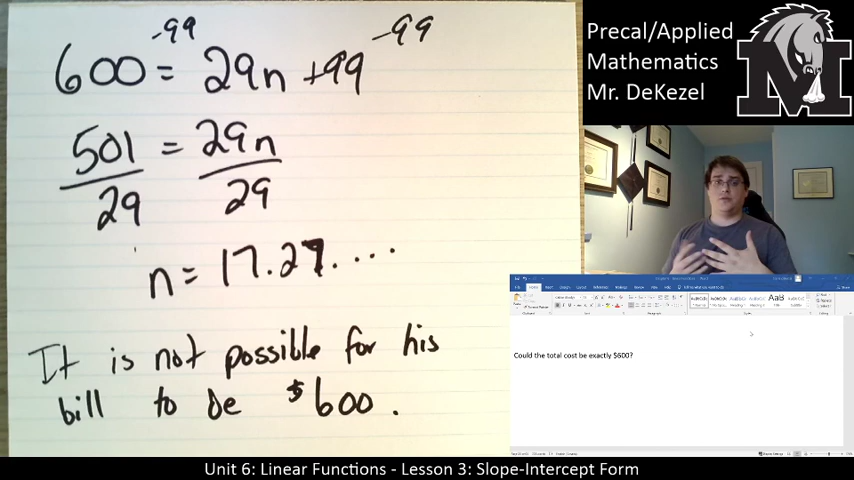 -99 -99
600 = 29n +99
501 = 29n
29 29
n = 17.27....
It is not possible for his
bill to be $600.
Precal/Applied
Mathematics
Mr. DeKezel
M
Could the total cost be exactly $600?
Unit 6: Linear Functions - Lesson 3: Slope-Intercept Form